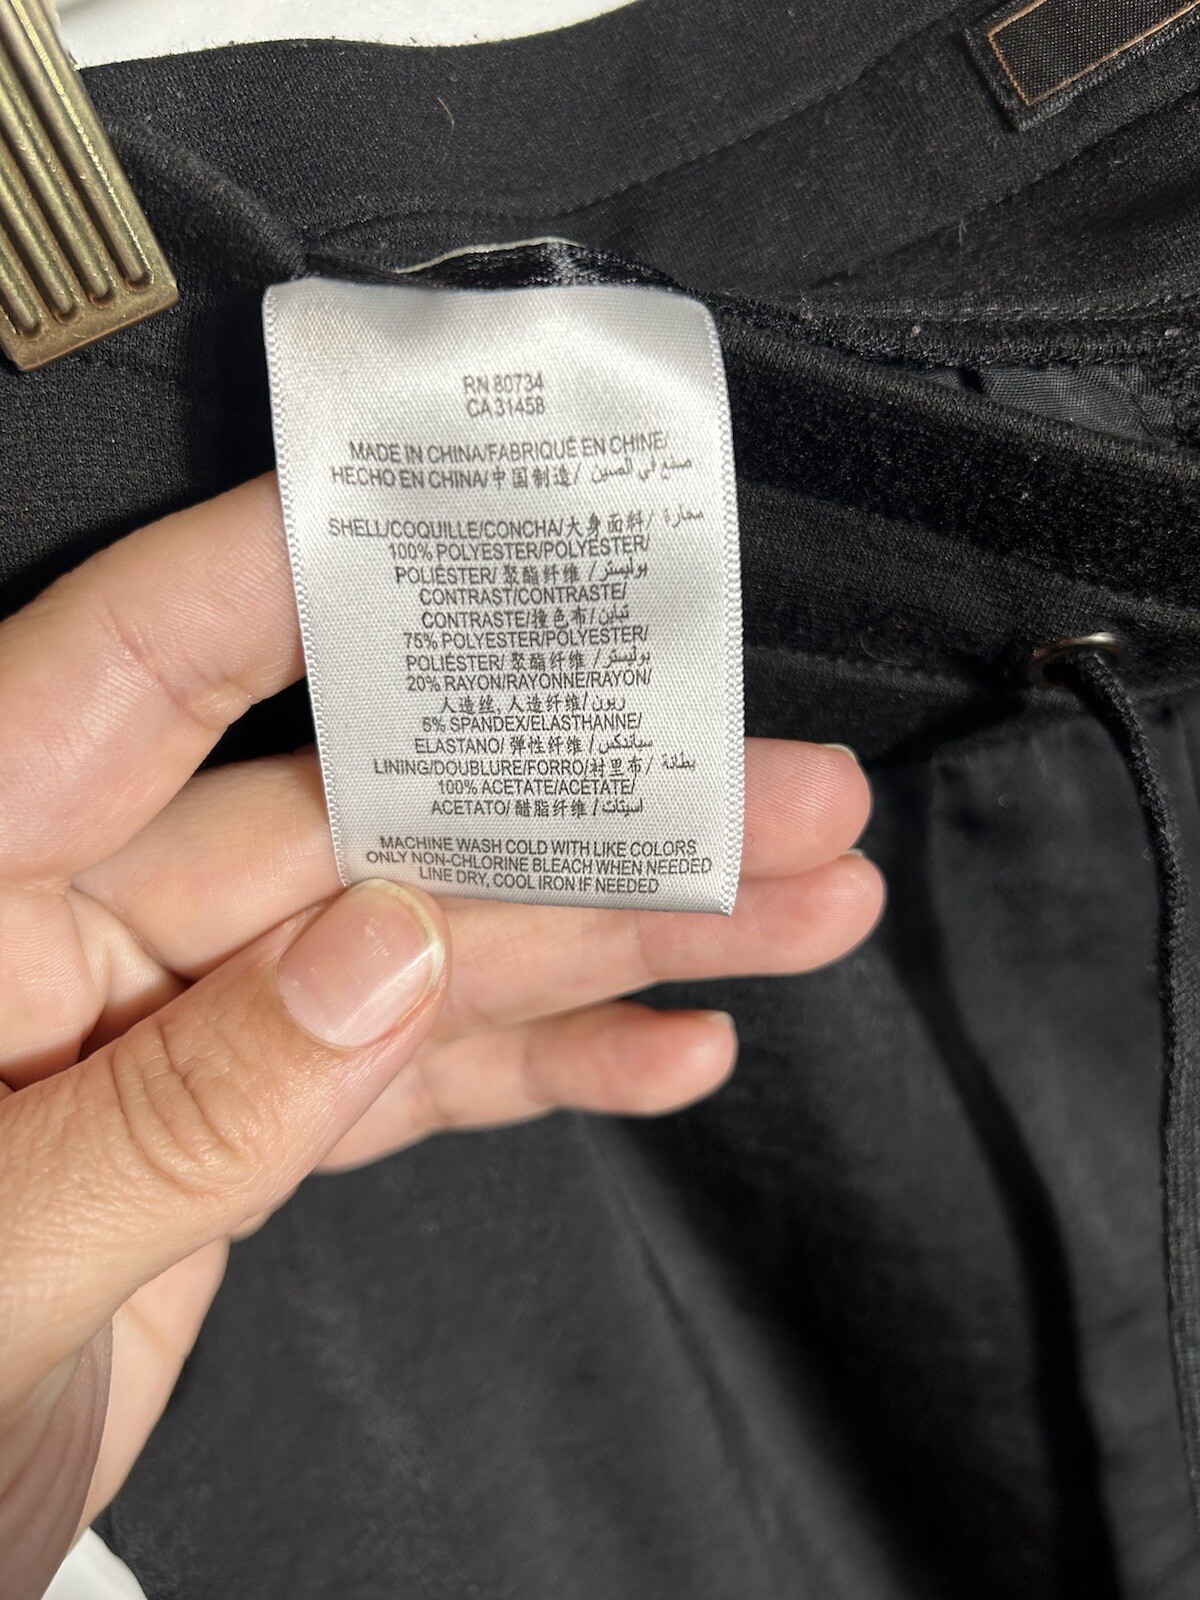 RN 80734
CA 31458
MADE IN CHINA/FABRIQUÉ EN CHINE/
HECHO EN CHINA/中国制造/ صنع في الصين
SHELL/COQUILLE/CONCHA/大身面料/ محارة
100% POLYESTER/POLYESTER/
POLIÉSTER/ 聚酯纤维 / بوليستر
CONTRAST/CONTRASTE/
CONTRASTE/撞色布/ تباين
75% POLYESTER/POLYESTER/
POLIÉSTER/ 聚酯纤维 / بوليستر
20% RAYON/RAYONNE/RAYON/
人造丝, 人造纤维/ ريون
5% SPANDEX/ELASTHANNE/
ELASTANO/ 弹性纤维 / سباندكس
LINING/DOUBLURE/FORRO/衬里布/ بطانة
100% ACETATE/ACÉTATE/
ACETATO/ 醋脂纤维 / اسيتات
MACHINE WASH COLD WITH LIKE COLORS
ONLY NON-CHLORINE BLEACH WHEN NEEDED
LINE DRY, COOL IRON IF NEEDED